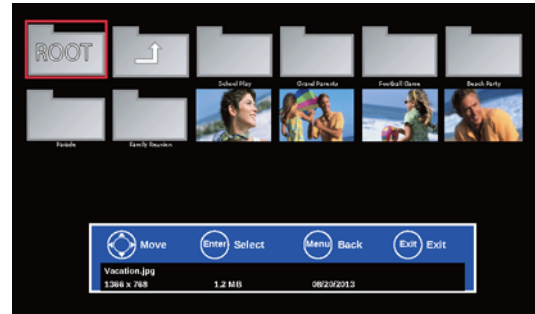 ROOT
School Play Grand Parents Football Game Beach Party
Parade Family Reunion
Move Enter Select Menu Back Exit Exit
Vacation.jpg
1366 x 768 1.2 MB 08/20/2013